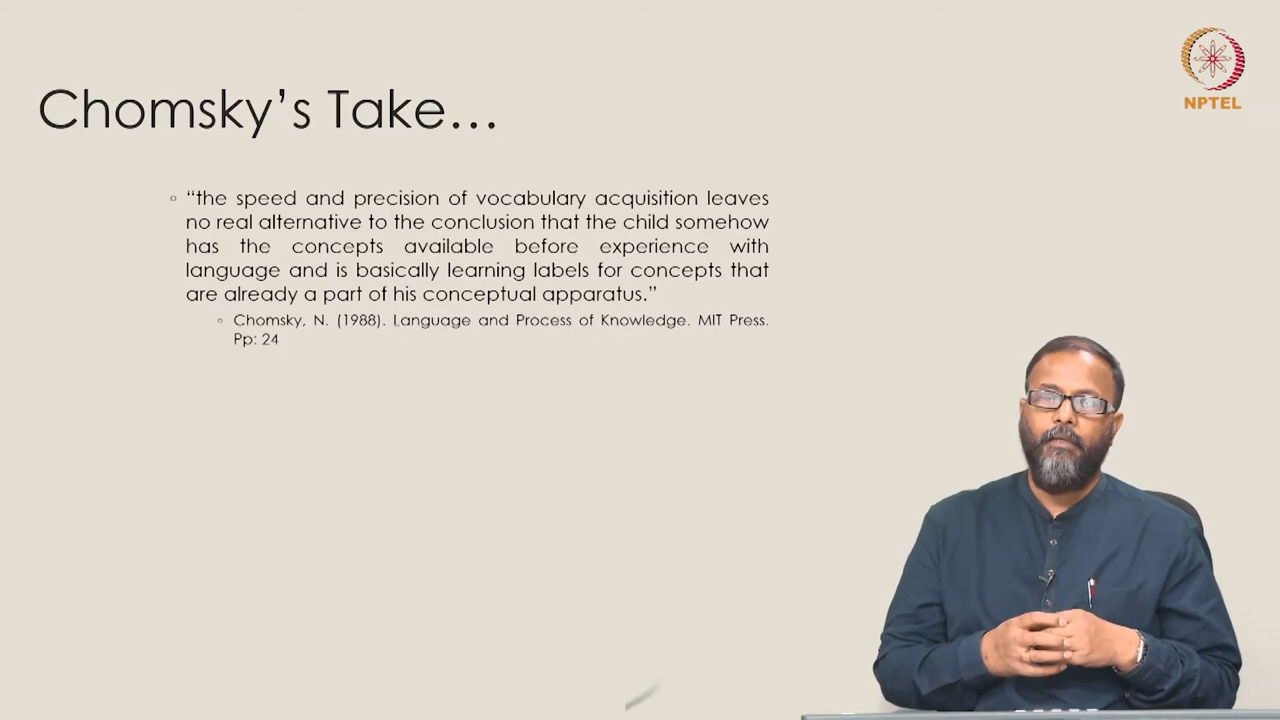 NPTEL
Chomsky's Take...
“the speed and precision of vocabulary acquisition leaves
no real alternative to the conclusion that the child somehow
has the concepts available before experience with
language and is basically learning labels for concepts that
are already a part of his conceptual apparatus.”
Chomsky, N. (1988). Language and Process of Knowledge. MIT Press.
Pp: 24